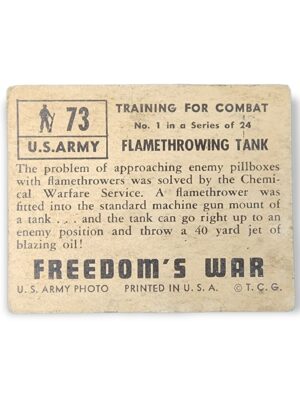 73
U.S. ARMY
TRAINING FOR COMBAT
No. 1 in a Series of 24
FLAMETHROWING TANK
The problem of approaching enemy pillboxes
with flamethrowers was solved by the Chemi-
cal Warfare Service. A flamethrower was
fitted into the standard machine gun mount of
a tank . . . and the tank can go right up to an
enemy position and throw a 40 yard jet of
blazing oil!
FREEDOM'S WAR
U. S. ARMY PHOTO PRINTED IN U. S. A. © T. C. G.